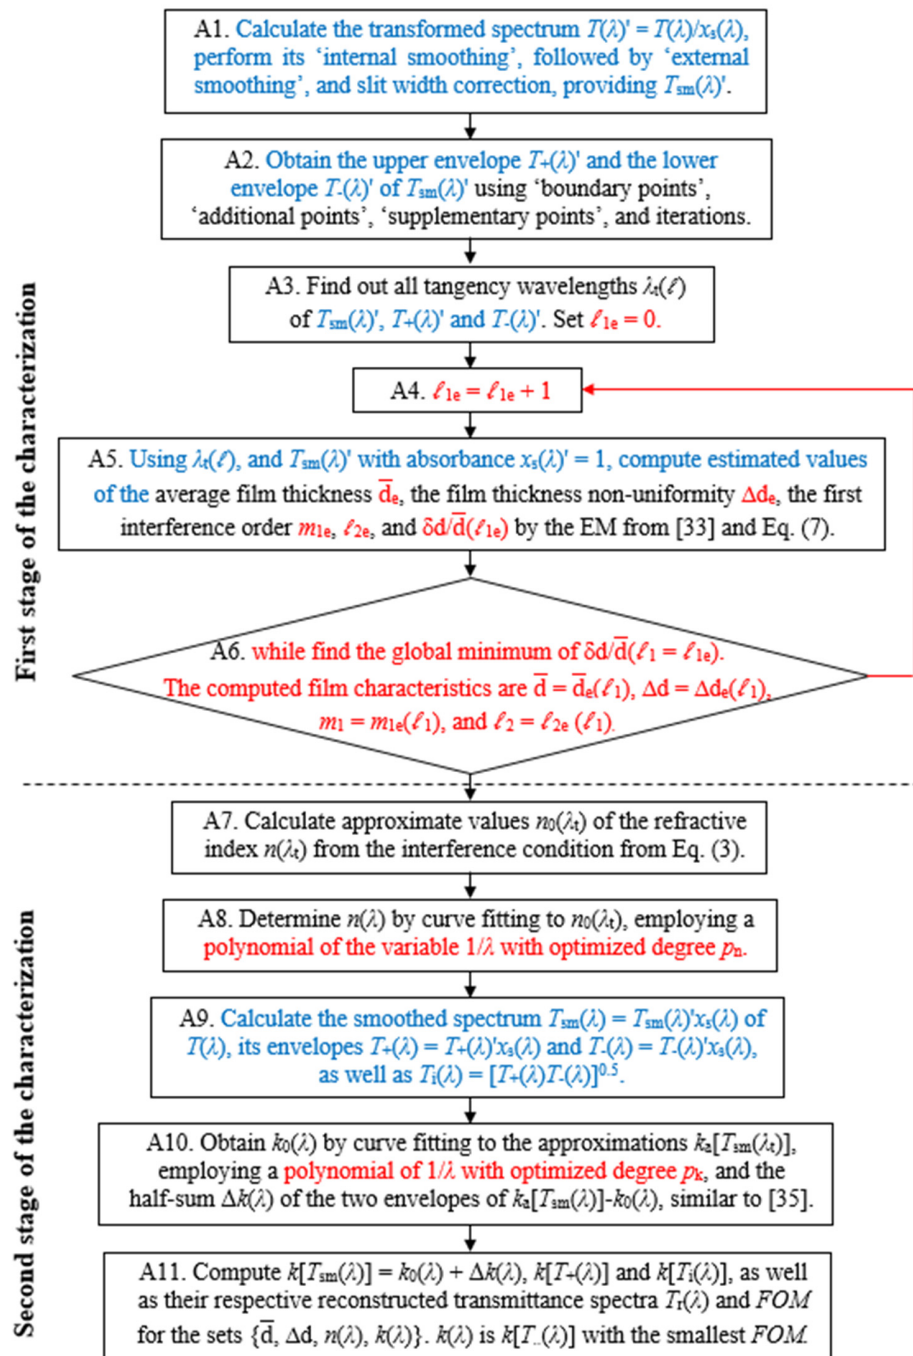 A1. Calculate the transformed spectrum T(λ)' = T(λ)/xₛ(λ),
perform its ‘internal smoothing’, followed by ‘external
smoothing’, and slit width correction, providing Tₛₘ(λ)'.
A2. Obtain the upper envelope T₊(λ)' and the lower
envelope T₋(λ)' of Tₛₘ(λ)' using ‘boundary points’,
‘additional points’, ‘supplementary points’, and iterations.
First stage of the characterization
A3. Find out all tangency wavelengths λₜ(ℓ)
of Tₛₘ(λ)', T₊(λ)' and T₋(λ)'. Set ℓ₁ₑ = 0.
A4. ℓ₁ₑ = ℓ₁ₑ + 1
A5. Using λₜ(ℓ), and Tₛₘ(λ)' with absorbance xₛ(λ)' = 1, compute estimated values
of the average film thickness d̅ₑ, the film thickness non-uniformity Δdₑ, the first
interference order m₁ₑ, ℓ₂ₑ, and δd/d̅(ℓ₁ₑ) by the EM from [33] and Eq. (7).
A6. while find the global minimum of δd/d̅(ℓ₁ = ℓ₁ₑ).
The computed film characteristics are d̅ = d̅ₑ(ℓ₁), Δd = Δdₑ(ℓ₁),
m₁ = m₁ₑ(ℓ₁), and ℓ₂ = ℓ₂ₑ (ℓ₁).
A7. Calculate approximate values n₀(λₜ) of the refractive
index n(λₜ) from the interference condition from Eq. (3).
A8. Determine n(λ) by curve fitting to n₀(λₜ), employing a
polynomial of the variable 1/λ with optimized degree pₙ.
Second stage of the characterization
A9. Calculate the smoothed spectrum Tₛₘ(λ) = Tₛₘ(λ)'xₛ(λ) of
T(λ), its envelopes T₊(λ) = T₊(λ)'xₛ(λ) and T₋(λ) = T₋(λ)'xₛ(λ),
as well as Tᵢ(λ) = [T₊(λ)T₋(λ)]⁰·⁵.
A10. Obtain k₀(λ) by curve fitting to the approximations kₐ[Tₛₘ(λₜ)],
employing a polynomial of 1/λ with optimized degree pₖ, and the
half-sum Δk(λ) of the two envelopes of kₐ[Tₛₘ(λ)]-k₀(λ), similar to [35].
A11. Compute k[Tₛₘ(λ)] = k₀(λ) + Δk(λ), k[T₊(λ)] and k[Tᵢ(λ)], as well
as their respective reconstructed transmittance spectra Tᵣ(λ) and FOM
for the sets {d̅, Δd, n(λ), k(λ)}. k(λ) is k[T..(λ)] with the smallest FOM.